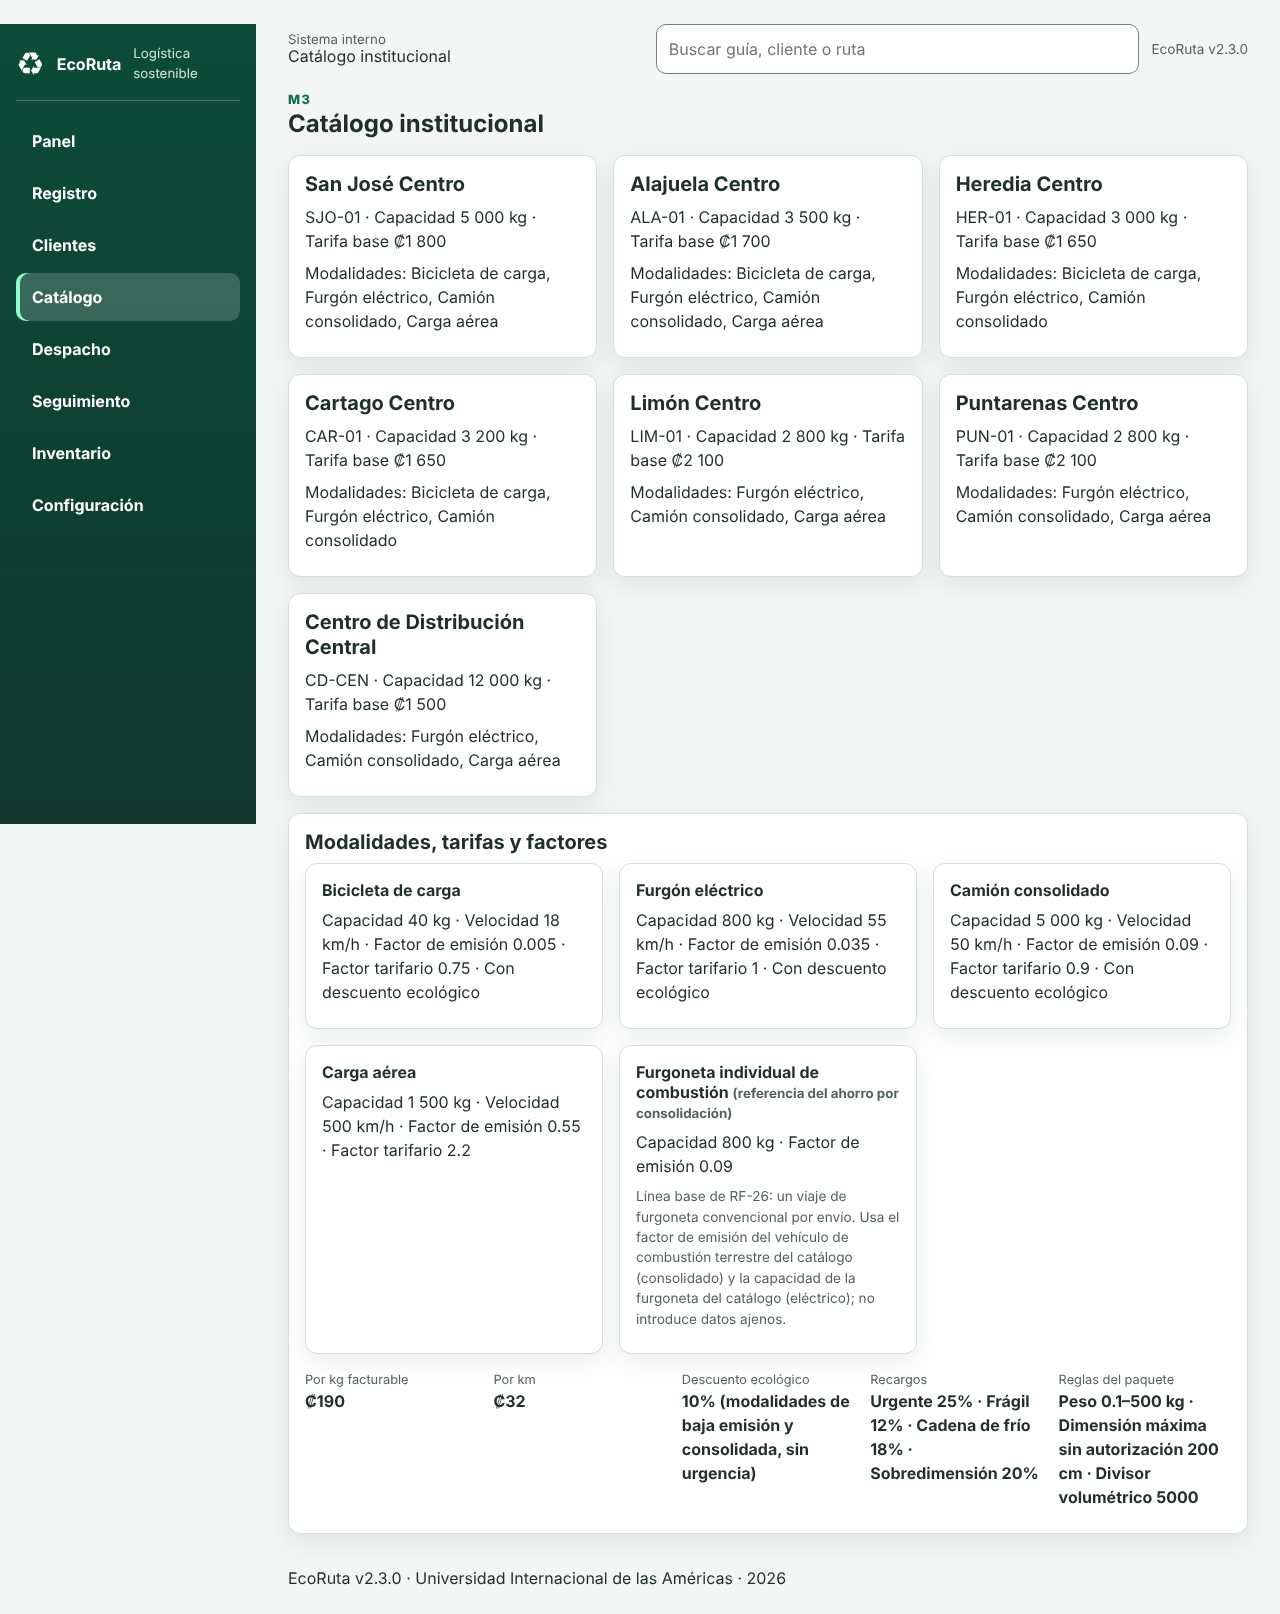 ♻ EcoRuta Logística
sostenible
Panel
Registro
Clientes
Catálogo
Despacho
Seguimiento
Inventario
Configuración
Sistema interno
Catálogo institucional
Buscar guía, cliente o ruta
EcoRuta v2.3.0
M3
Catálogo institucional
San José Centro
SJO-01 · Capacidad 5 000 kg ·
Tarifa base ₡1 800
Modalidades: Bicicleta de carga,
Furgón eléctrico, Camión
consolidado, Carga aérea
Alajuela Centro
ALA-01 · Capacidad 3 500 kg ·
Tarifa base ₡1 700
Modalidades: Bicicleta de carga,
Furgón eléctrico, Camión
consolidado, Carga aérea
Heredia Centro
HER-01 · Capacidad 3 000 kg ·
Tarifa base ₡1 650
Modalidades: Bicicleta de carga,
Furgón eléctrico, Camión
consolidado
Cartago Centro
CAR-01 · Capacidad 3 200 kg ·
Tarifa base ₡1 650
Modalidades: Bicicleta de carga,
Furgón eléctrico, Camión
consolidado
Limón Centro
LIM-01 · Capacidad 2 800 kg · Tarifa
base ₡2 100
Modalidades: Furgón eléctrico,
Camión consolidado, Carga aérea
Puntarenas Centro
PUN-01 · Capacidad 2 800 kg ·
Tarifa base ₡2 100
Modalidades: Furgón eléctrico,
Camión consolidado, Carga aérea
Centro de Distribución
Central
CD-CEN · Capacidad 12 000 kg ·
Tarifa base ₡1 500
Modalidades: Furgón eléctrico,
Camión consolidado, Carga aérea
Modalidades, tarifas y factores
Bicicleta de carga
Capacidad 40 kg · Velocidad 18
km/h · Factor de emisión 0.005 ·
Factor tarifario 0.75 · Con
descuento ecológico
Furgón eléctrico
Capacidad 800 kg · Velocidad 55
km/h · Factor de emisión 0.035 ·
Factor tarifario 1 · Con descuento
ecológico
Camión consolidado
Capacidad 5 000 kg · Velocidad
50 km/h · Factor de emisión 0.09 ·
Factor tarifario 0.9 · Con
descuento ecológico
Carga aérea
Capacidad 1 500 kg · Velocidad
500 km/h · Factor de emisión 0.55
· Factor tarifario 2.2
Furgoneta individual de
combustión (referencia del ahorro por
consolidación)
Capacidad 800 kg · Factor de
emisión 0.09
Línea base de RF-26: un viaje de
furgoneta convencional por envío. Usa el
factor de emisión del vehículo de
combustión terrestre del catálogo
(consolidado) y la capacidad de la
furgoneta del catálogo (eléctrico); no
introduce datos ajenos.
Por kg facturable
₡190
Por km
₡32
Descuento ecológico
10% (modalidades de
baja emisión y
consolidada, sin
urgencia)
Recargos
Urgente 25% · Frágil
12% · Cadena de frío
18% ·
Sobredimensión 20%
Reglas del paquete
Peso 0.1–500 kg ·
Dimensión máxima
sin autorización 200
cm · Divisor
volumétrico 5000
EcoRuta v2.3.0 · Universidad Internacional de las Américas · 2026